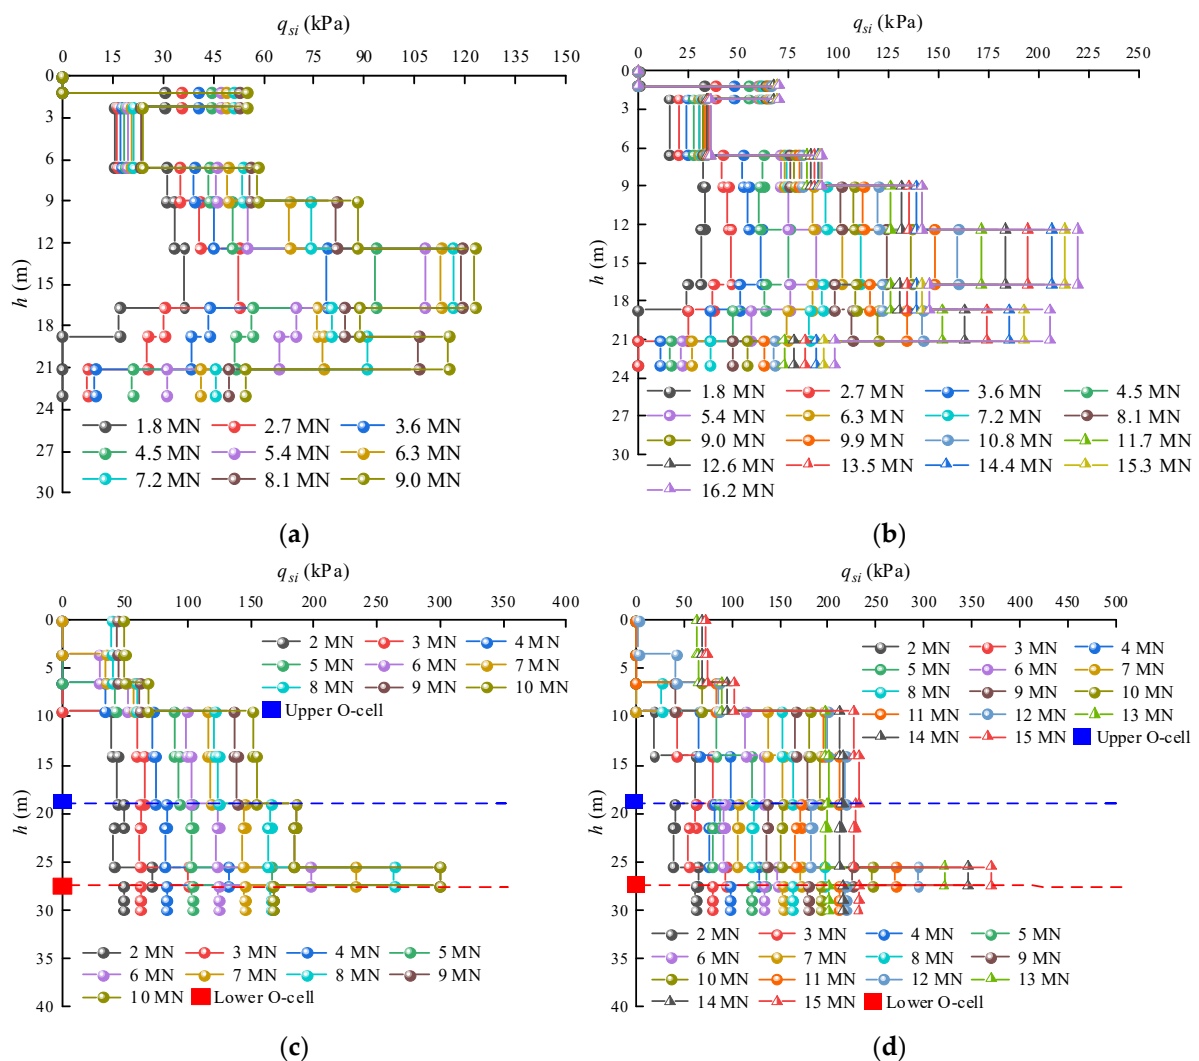 q_si (kPa)
0 15 30 45 60 75 90 105 120 135 150
0
3
6
9
12
15
18
21
24
27
30
h (m)
1.8 MN 2.7 MN 3.6 MN
4.5 MN 5.4 MN 6.3 MN
7.2 MN 8.1 MN 9.0 MN
(a)
q_si (kPa)
0 25 50 75 100 125 150 175 200 225 250
0
3
6
9
12
15
18
21
23
27
30
h (m)
1.8 MN 2.7 MN 3.6 MN 4.5 MN
5.4 MN 6.3 MN 7.2 MN 8.1 MN
9.0 MN 9.9 MN 10.8 MN 11.7 MN
12.6 MN 13.5 MN 14.4 MN 15.3 MN
16.2 MN
(b)
q_si (kPa)
0 50 100 150 200 250 300 350 400
0
5
10
15
20
25
30
35
40
h (m)
2 MN 3 MN 4 MN
5 MN 6 MN 7 MN
8 MN 9 MN 10 MN
Upper O-cell
2 MN 3 MN 4 MN 5 MN
6 MN 7 MN 8 MN 9 MN
10 MN Lower O-cell
(c)
q_si (kPa)
0 50 100 150 200 250 300 350 400 450 500
0
5
10
15
20
25
30
35
40
h (m)
2 MN 3 MN 4 MN
5 MN 6 MN 7 MN
8 MN 9 MN 10 MN
11 MN 12 MN 13 MN
14 MN 15 MN Upper O-cell
2 MN 3 MN 4 MN 5 MN
6 MN 7 MN 8 MN 9 MN
10 MN 11 MN 12 MN 13 MN
14 MN 15 MN Lower O-cell
(d)